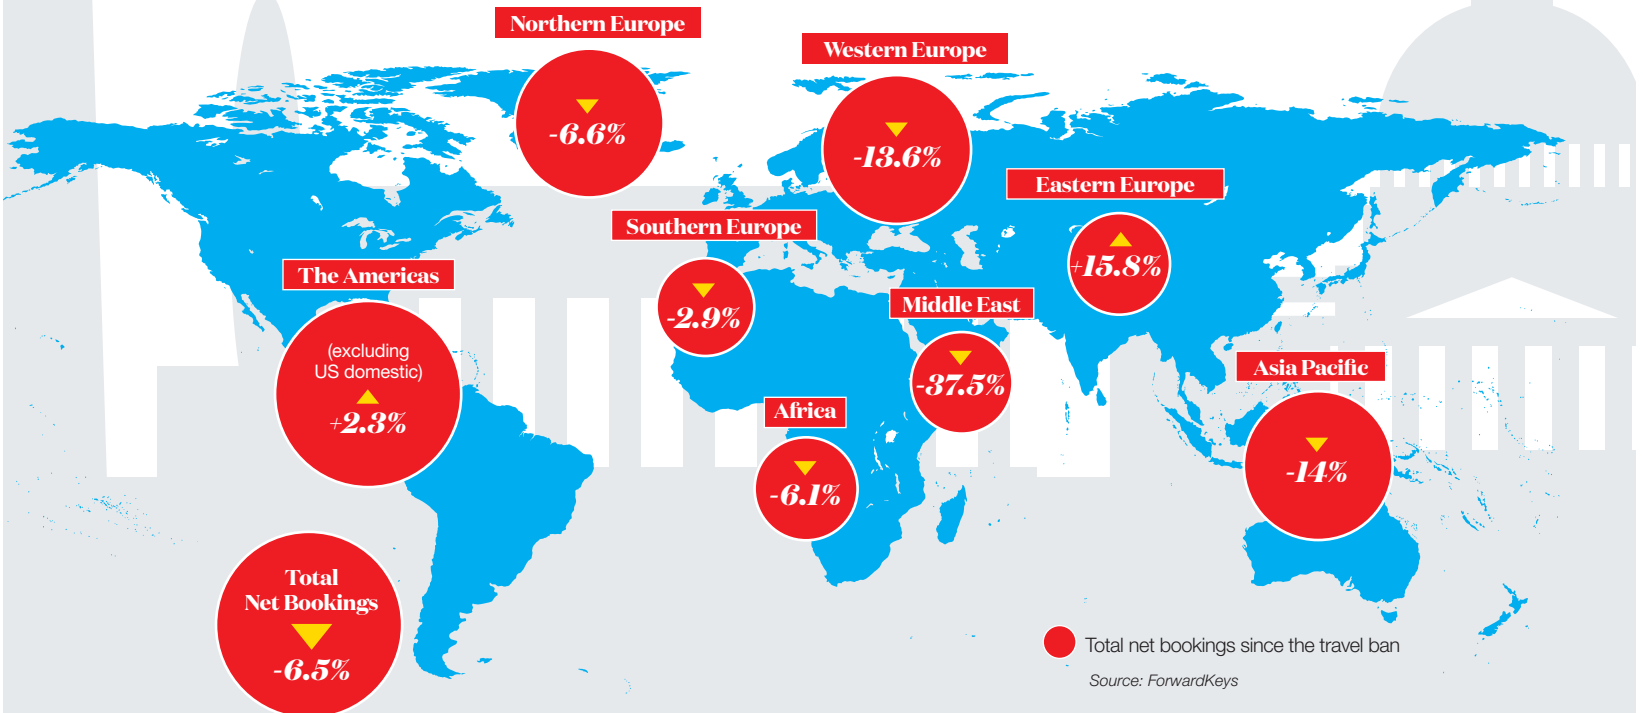 Northern Europe
-6.6%
Western Europe
-13.6%
Eastern Europe
+15.8%
Southern Europe
-2.9%
The Americas
(excluding
US domestic)
+2.3%
Middle East
-37.5%
Asia Pacific
-14%
Africa
-6.1%
Total
Net Bookings
-6.5%
Total net bookings since the travel ban
Source: ForwardKeys